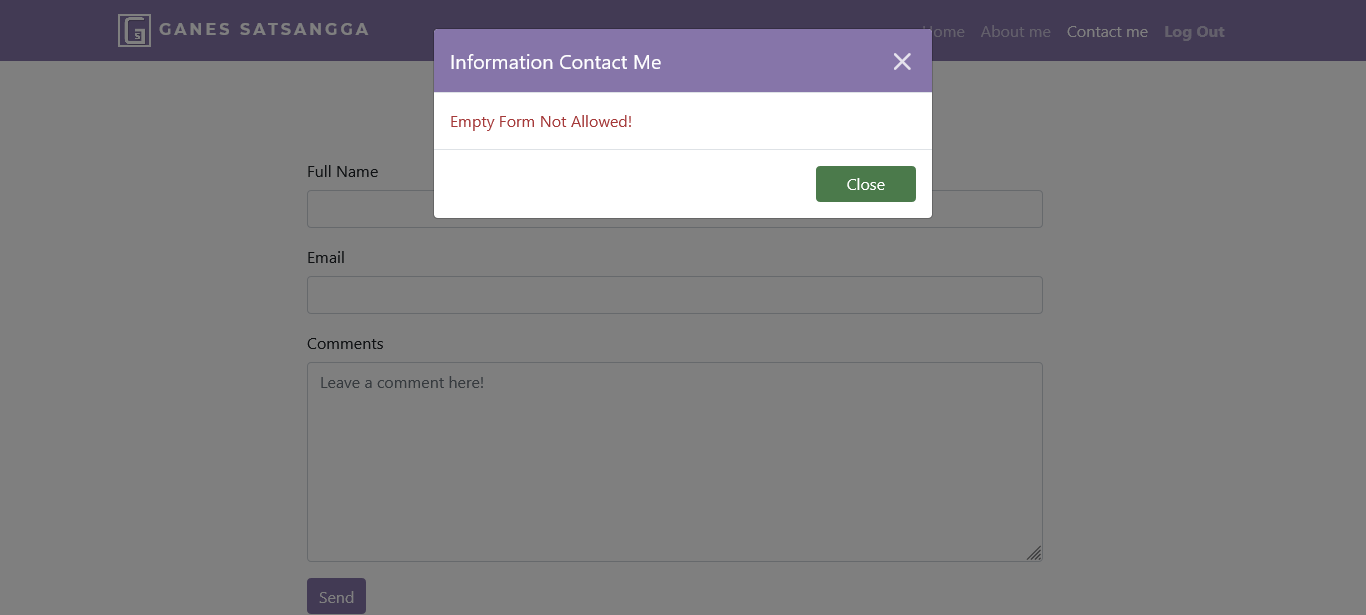 GANES SATSANGGA
Home About me Contact me Log Out
Information Contact Me
Empty Form Not Allowed!
Close
Full Name
Email
Comments
Leave a comment here!
Send